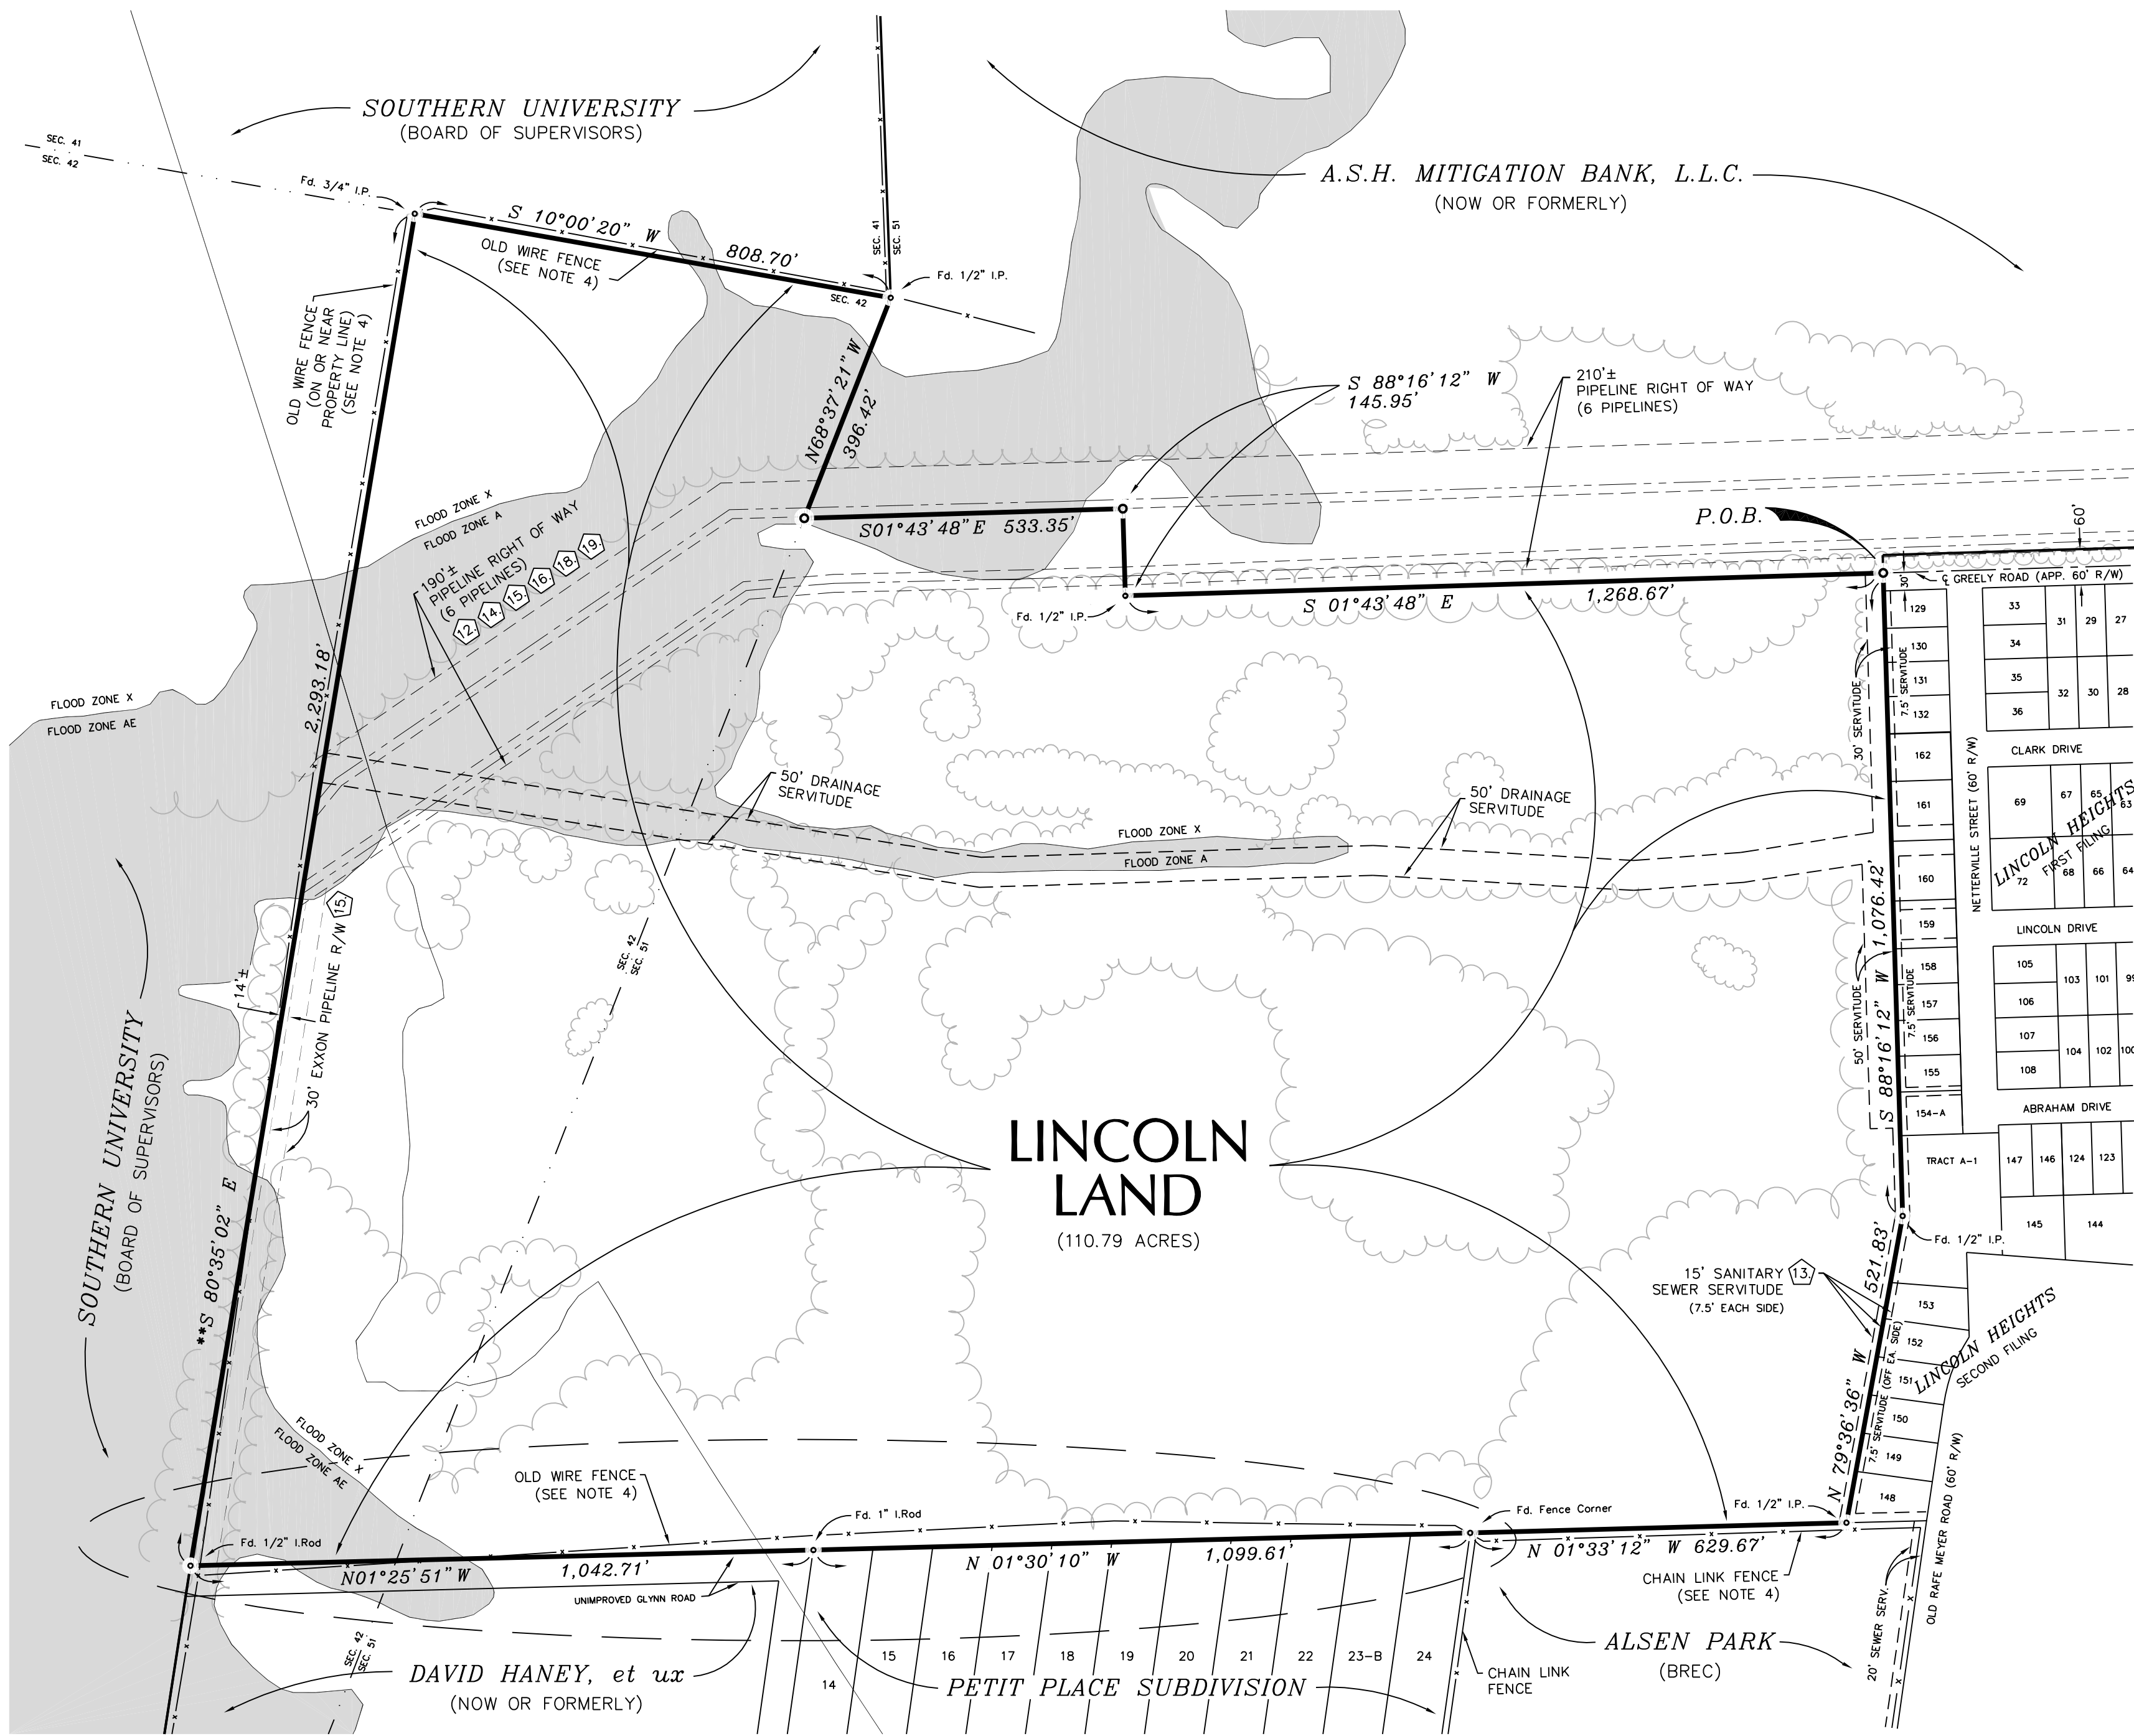 SOUTHERN UNIVERSITY
(BOARD OF SUPERVISORS)
SEC. 41
SEC. 42
Fd. 3/4" I.P.
S 10°00'20" W
808.70'
OLD WIRE FENCE
(SEE NOTE 4)
SEC. 42
SEC. 41
SEC. 51
Fd. 1/2" I.P.
A.S.H. MITIGATION BANK, L.L.C.
(NOW OR FORMERLY)
OLD WIRE FENCE
(ON OR NEAR
PROPERTY LINE)
(SEE NOTE 4)
N68°37'21"W
396.42'
S 88°16'12" W
145.95'
210'±
PIPELINE RIGHT OF WAY
(6 PIPELINES)
FLOOD ZONE X
FLOOD ZONE A
190'±
PIPELINE RIGHT OF WAY
(6 PIPELINES)
12. 14. 15. 16. 18. 19.
S01°43'48"E 533.35'
P.O.B.
60'
30'
℄ GREELY ROAD (APP. 60' R/W)
Fd. 1/2" I.P.
S 01°43'48" E
1,268.67'
2,293.18'
FLOOD ZONE X
FLOOD ZONE AE
50' DRAINAGE
SERVITUDE
50' DRAINAGE
SERVITUDE
FLOOD ZONE X
FLOOD ZONE A
30' SERVITUDE
7.5' SERVITUDE
129
130
131
132
162
161
160
159
158
157
156
155
154-A
TRACT A-1
NETTERVILLE STREET (60' R/W)
33
34
35
36
31
29
27
32
30
28
CLARK DRIVE
69
67
65
63
72
68
66
64
LINCOLN HEIGHTS
FIRST FILING
LINCOLN DRIVE
105
106
107
108
103
101
99
104
102
100
ABRAHAM DRIVE
147
146
124
123
145
144
S 88°16'12" W 1,076.42'
50' SERVITUDE
7.5' SERVITUDE
SEC. 42
SEC. 51
14'±
30' EXXON PIPELINE R/W 15.
SOUTHERN UNIVERSITY
(BOARD OF SUPERVISORS)
**S 80°35'02" E
LINCOLN
LAND
(110.79 ACRES)
Fd. 1/2" I.P.
15' SANITARY 13.
SEWER SERVITUDE
(7.5' EACH SIDE)
N 79°36'36" W 521.83'
7.5' SERVITUDE (OFF EA. SIDE)
153
152
151
150
149
148
LINCOLN HEIGHTS
SECOND FILING
OLD RAFE MEYER ROAD (60' R/W)
FLOOD ZONE X
FLOOD ZONE AE
OLD WIRE FENCE
(SEE NOTE 4)
Fd. 1/2" I.Rod
Fd. 1" I.Rod
Fd. Fence Corner
Fd. 1/2" I.P.
N01°25'51"W
1,042.71'
N 01°30'10" W
1,099.61'
N 01°33'12" W 629.67'
UNIMPROVED GLYNN ROAD
CHAIN LINK FENCE
(SEE NOTE 4)
20' SEWER SERV.
SEC. 42
SEC. 51
DAVID HANEY, et ux
(NOW OR FORMERLY)
14
15
16
17
18
19
20
21
22
23-B
24
PETIT PLACE SUBDIVISION
CHAIN LINK
FENCE
ALSEN PARK
(BREC)